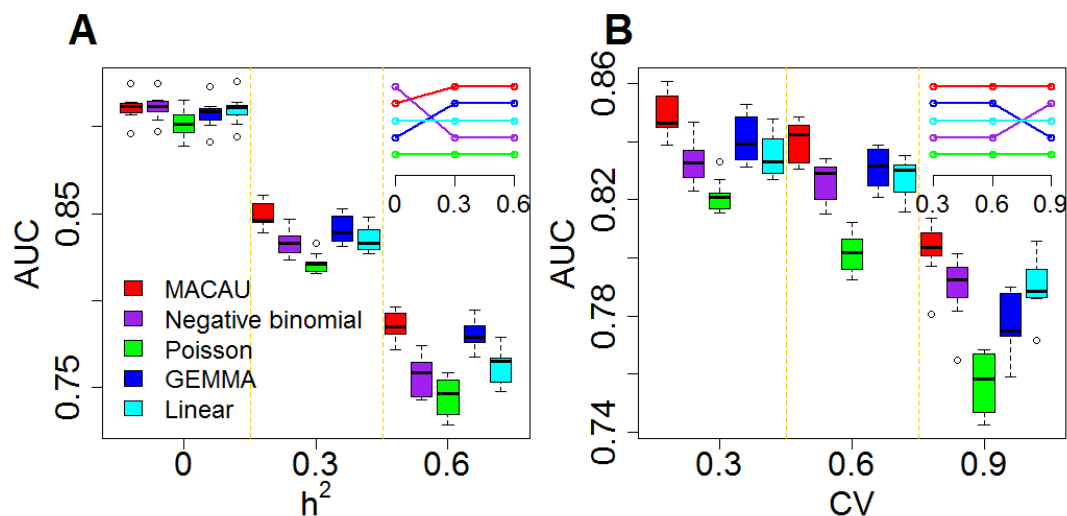 A
B
AUC
0.85
0.75
0
0.3
0.6
MACAU
Negative binomial
Poisson
GEMMA
Linear
0
0.3
0.6
h²
AUC
0.86
0.82
0.78
0.74
0.3
0.6
0.9
0.3
0.6
0.9
CV